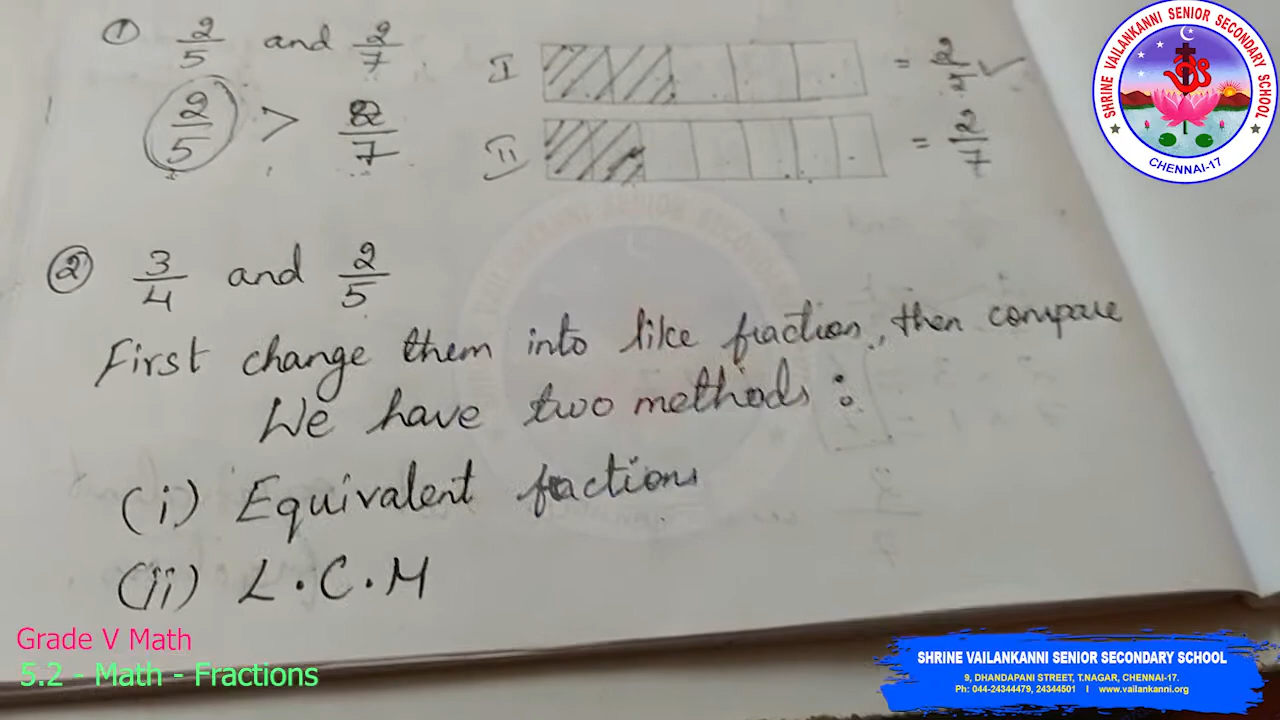 ① 2/5 and 2/7
2/5 > 2/7
I = 2/5 ✓
II = 2/7
② 3/4 and 2/5
First change them into like fraction, then compare
We have two methods :
(i) Equivalent fractions
(ii) L.C.M
Grade V Math
5.2 - Math - Fractions
SHRINE VAILANKANNI SENIOR SECONDARY SCHOOL
CHENNAI-17
SHRINE VAILANKANNI SENIOR SECONDARY SCHOOL
9, DHANDAPANI STREET, T.NAGAR, CHENNAI-17.
Ph: 044-24344479, 24344501 I www.vailankanni.org